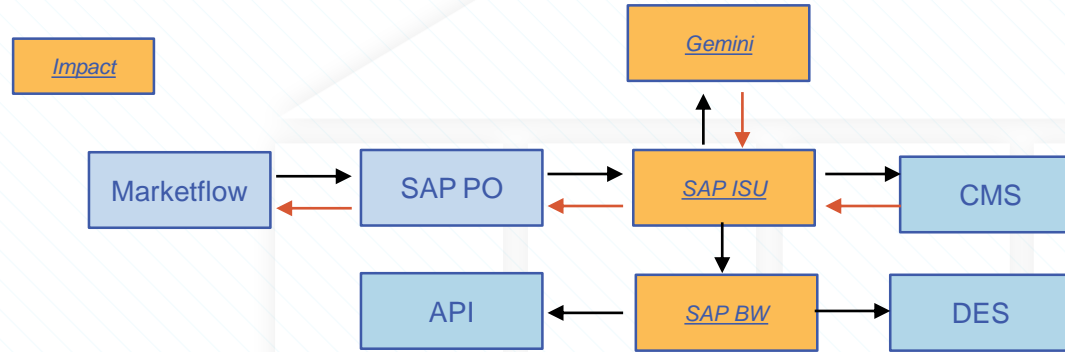 Gemini
Impact
Marketflow
SAP PO
SAP ISU
CMS
API
SAP BW
DES